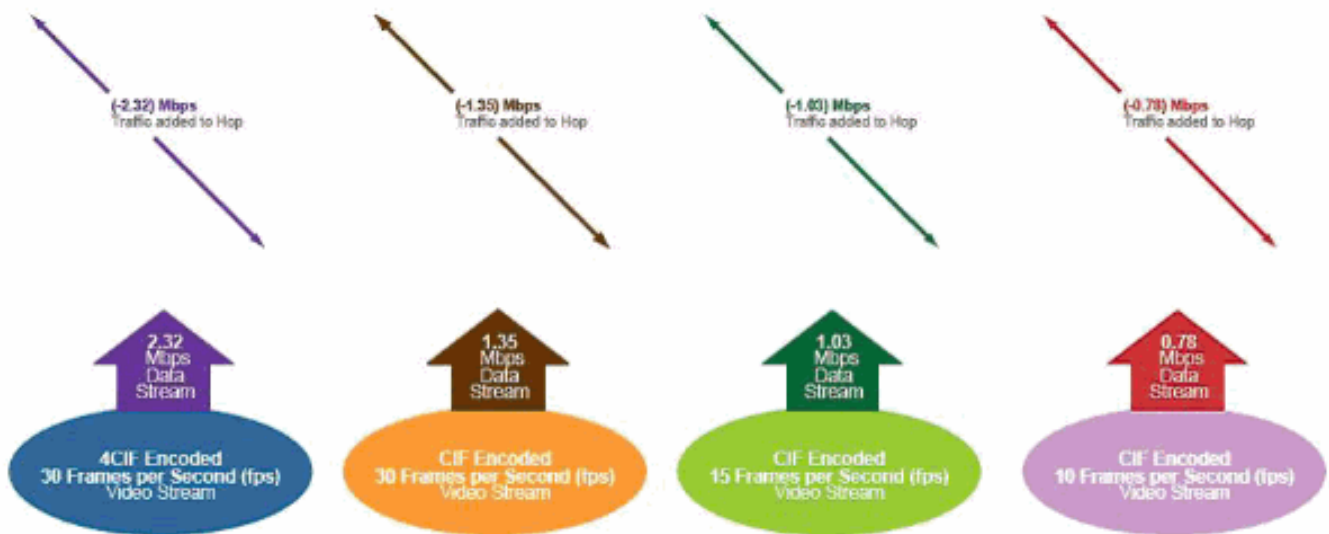 (-2.32) Mbps
Traffic added to Hop
(-1.35) Mbps
Traffic added to Hop
(-1.03) Mbps
Traffic added to Hop
(-0.78) Mbps
Traffic added to Hop
2.32
Mbps
Data
Stream
1.35
Mbps
Data
Stream
1.03
Mbps
Data
Stream
0.78
Mbps
Data
Stream
4CIF Encoded
30 Frames per Second (fps)
Video Stream
CIF Encoded
30 Frames per Second (fps)
Video Stream
CIF Encoded
15 Frames per Second (fps)
Video Stream
CIF Encoded
10 Frames per Second (fps)
Video Stream